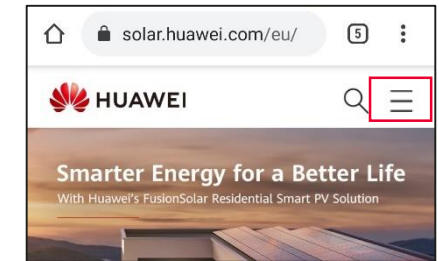 solar.huawei.com/eu/ 5
HUAWEI
Smarter Energy for a Better Life
With Huawei's FusionSolar Residential Smart PV Solution